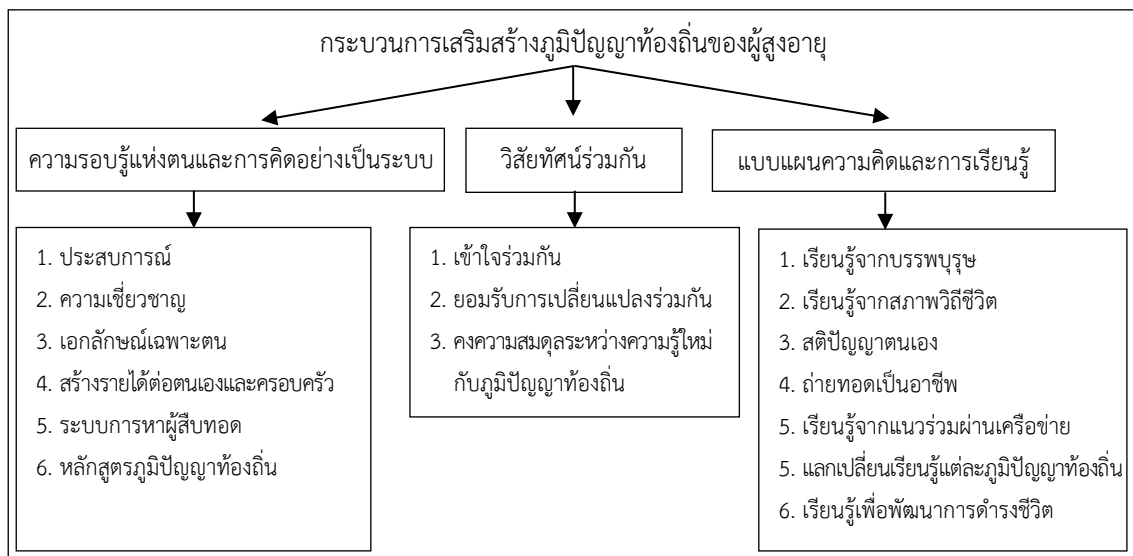 กระบวนการเสริมสร้างภูมิปัญญาท้องถิ่นของผู้สูงอายุ
ความรอบรู้แห่งตนและการคิดอย่างเป็นระบบ
วิสัยทัศน์ร่วมกัน
แบบแผนความคิดและการเรียนรู้
1. ประสบการณ์
2. ความเชี่ยวชาญ
3. เอกลักษณ์เฉพาะตน
4. สร้างรายได้ต่อตนเองและครอบครัว
5. ระบบการหาผู้สืบทอด
6. หลักสูตรภูมิปัญญาท้องถิ่น
1. เข้าใจร่วมกัน
2. ยอมรับการเปลี่ยนแปลงร่วมกัน
3. คงความสมดุลระหว่างความรู้ใหม่
กับภูมิปัญญาท้องถิ่น
1. เรียนรู้จากบรรพบุรุษ
2. เรียนรู้จากสภาพวิถีชีวิต
3. สติปัญญาตนเอง
4. ถ่ายทอดเป็นอาชีพ
5. เรียนรู้จากแนวร่วมผ่านเครือข่าย
5. แลกเปลี่ยนเรียนรู้แต่ละภูมิปัญญาท้องถิ่น
6. เรียนรู้เพื่อพัฒนาการดำรงชีวิต